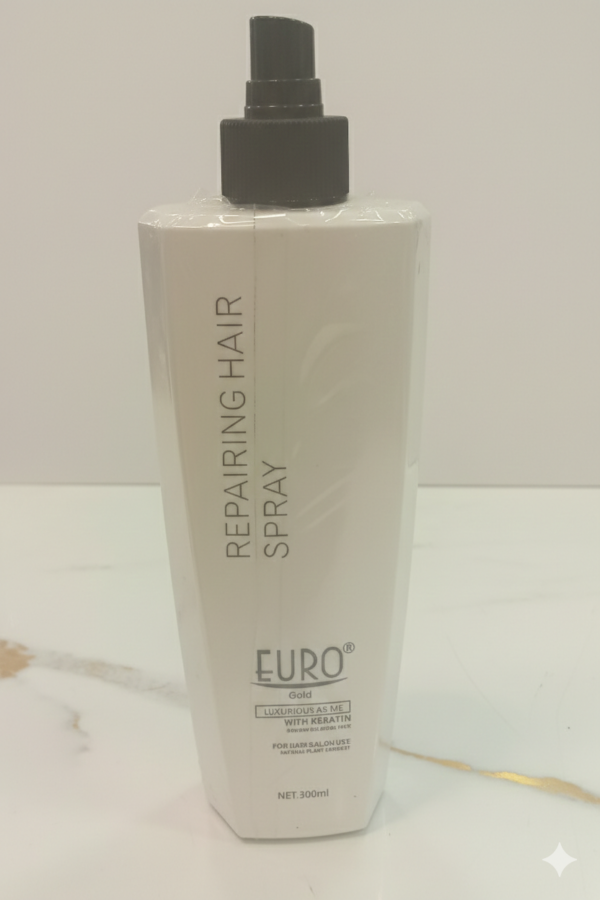 REPAIRING HAIR
SPRAY
EURO®
Gold
LUXURIOUS AS ME
WITH KERATIN
FOR HAIR SALON USE
NET.300ml